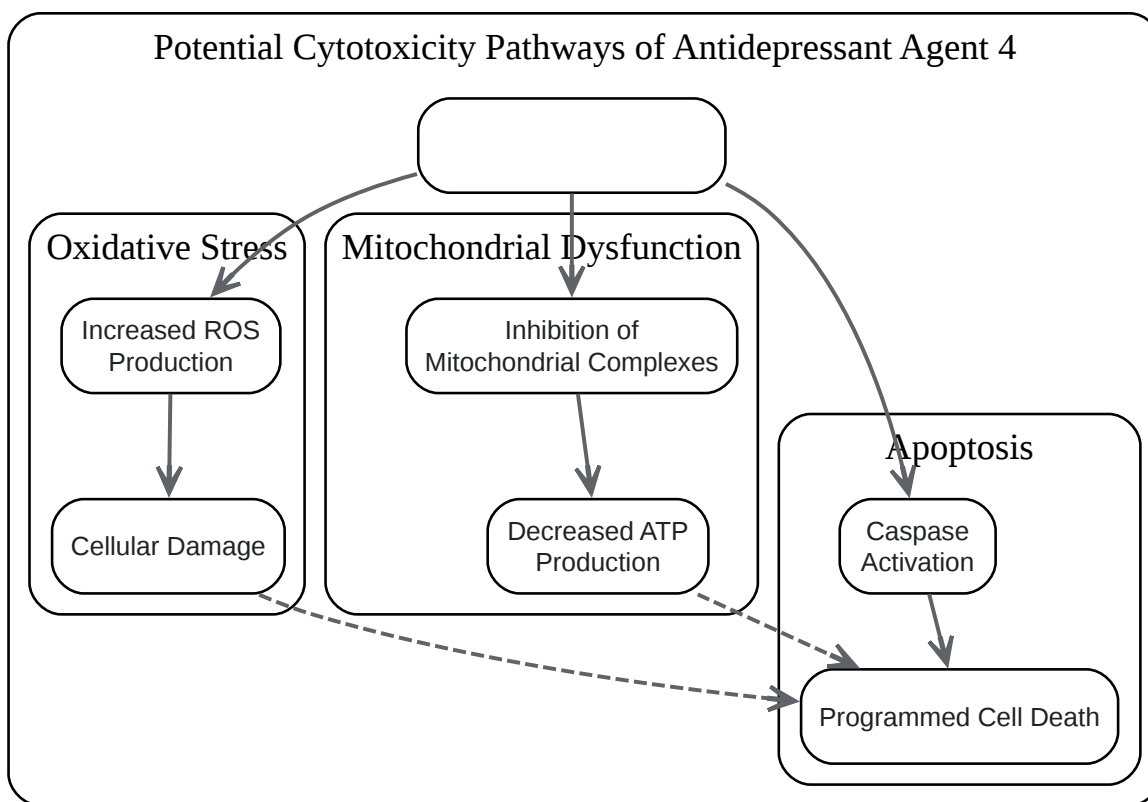 Potential Cytotoxicity Pathways of Antidepressant Agent 4
Oxidative Stress
Mitochondrial Dysfunction
Increased ROS
Production
Inhibition of
Mitochondrial Complexes
Apoptosis
Cellular Damage
Decreased ATP
Production
Caspase
Activation
Programmed Cell Death